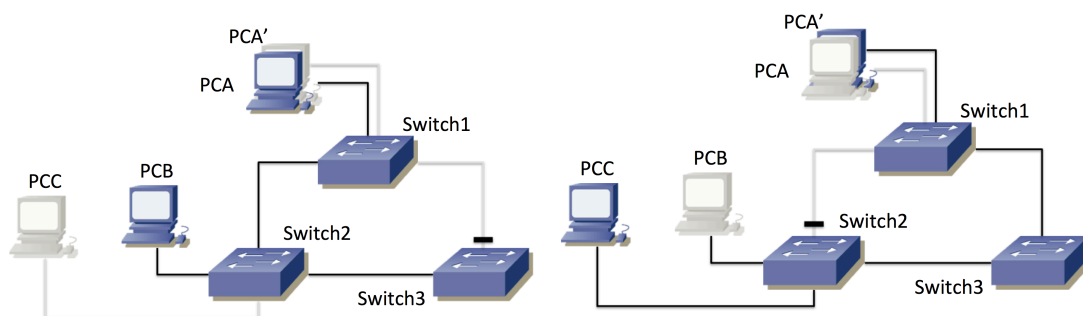 PCA’
PCA
Switch1
PCC
PCB
Switch2
Switch3
PCA’
PCA
Switch1
PCC
PCB
Switch2
Switch3